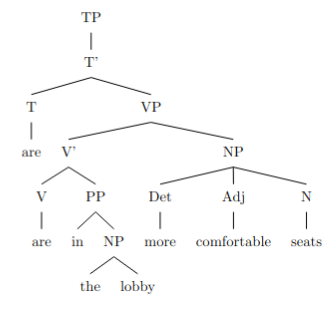 TP
T'
T VP
are V' NP
V PP Det Adj N
are in NP more comfortable seats
the lobby